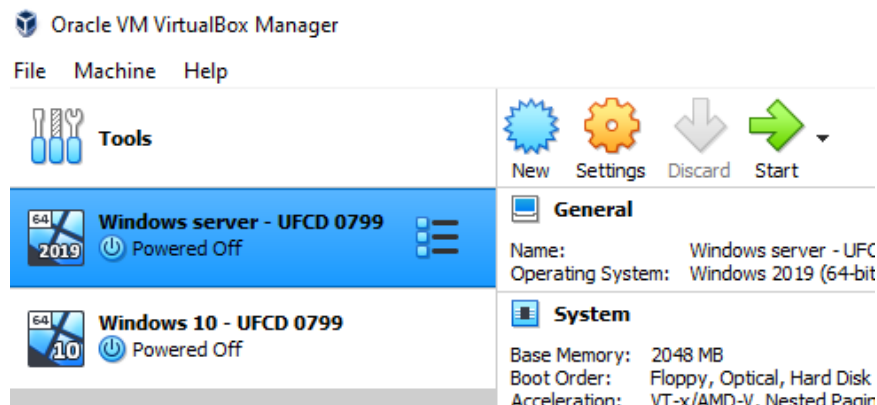 Oracle VM VirtualBox Manager
File Machine Help
Tools
New Settings Discard Start
64 2019 Windows server - UFCD 0799
Powered Off
64 10 Windows 10 - UFCD 0799
Powered Off
General
Name: Windows server - UFC
Operating System: Windows 2019 (64-bit
System
Base Memory: 2048 MB
Boot Order: Floppy, Optical, Hard Disk
Acceleration: VT-x/AMD-V, Nested Pagin